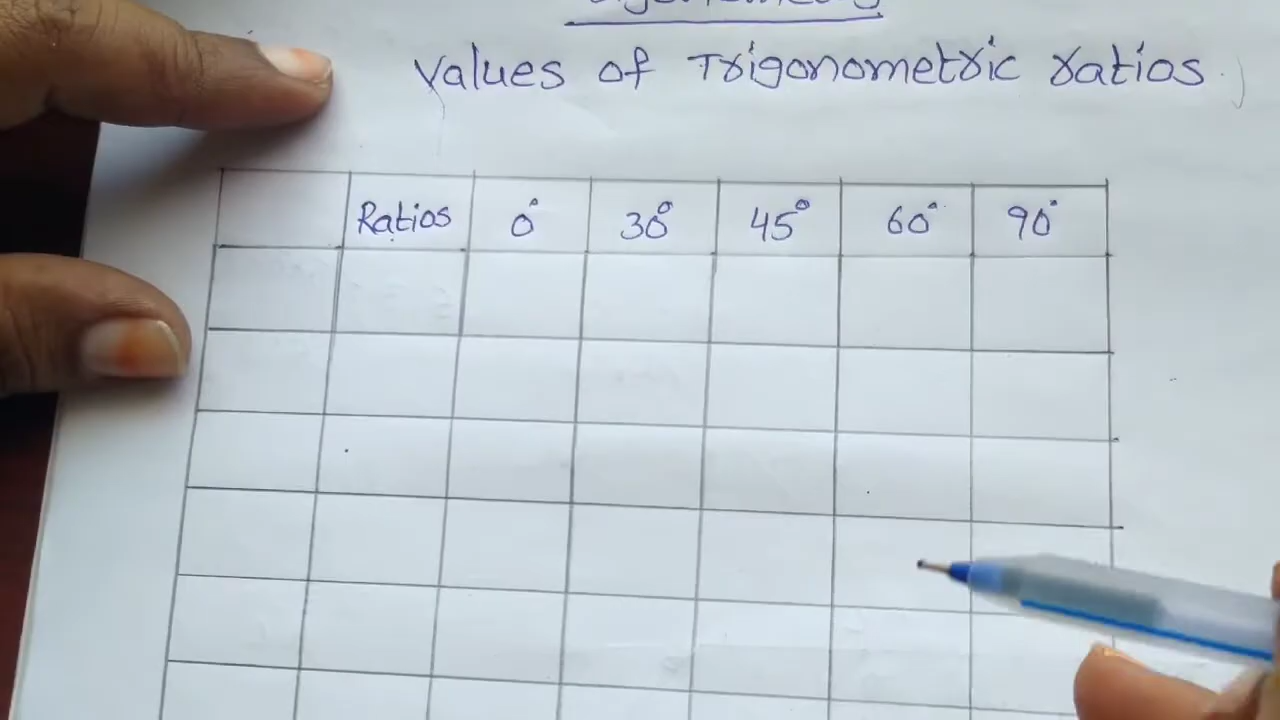 Values of Trigonometric ratios.
Ratios 0° 30° 45° 60° 90°